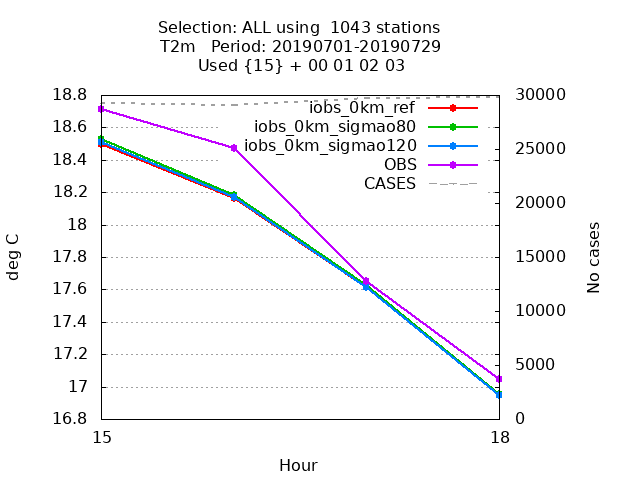 Selection: ALL using  1043 stations
T2m   Period: 20190701-20190729
Used {15} + 00 01 02 03
18.8
18.6
18.4
18.2
18
17.8
17.6
17.4
17.2
17
16.8
deg C
iobs_0km_ref
iobs_0km_sigmao80
iobs_0km_sigmao120
OBS
CASES
30000
25000
20000
15000
10000
5000
0
No cases
15
18
Hour